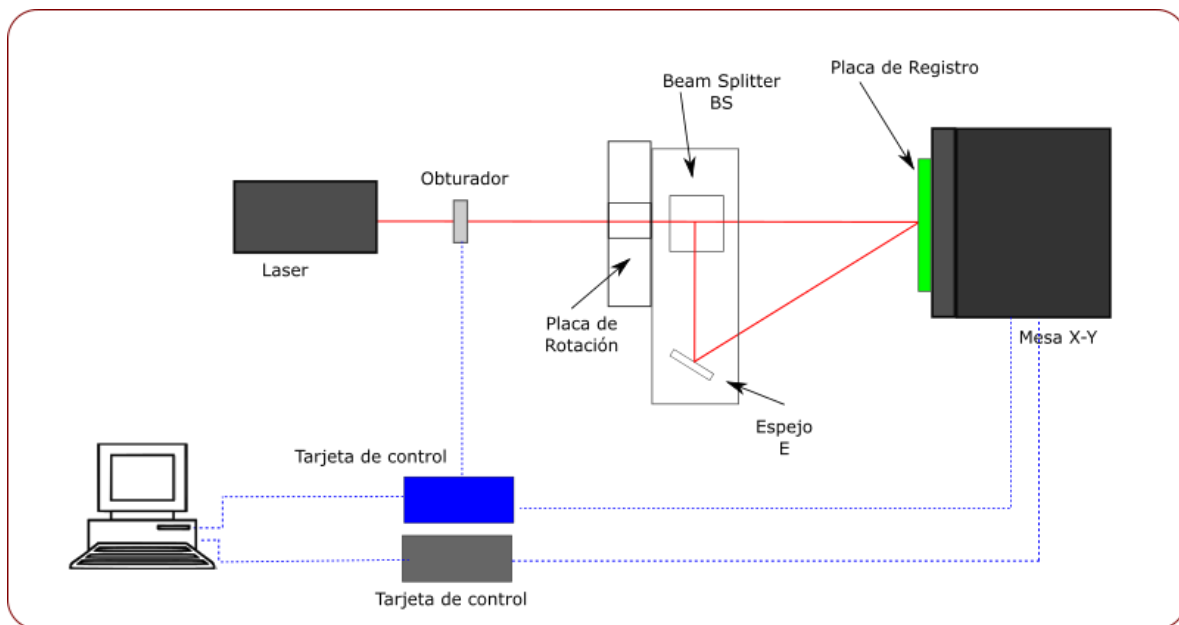 Placa de Registro
Beam Splitter
BS
Obturador
Laser
Placa de
Rotación
Mesa X-Y
Espejo
E
Tarjeta de control
Tarjeta de control